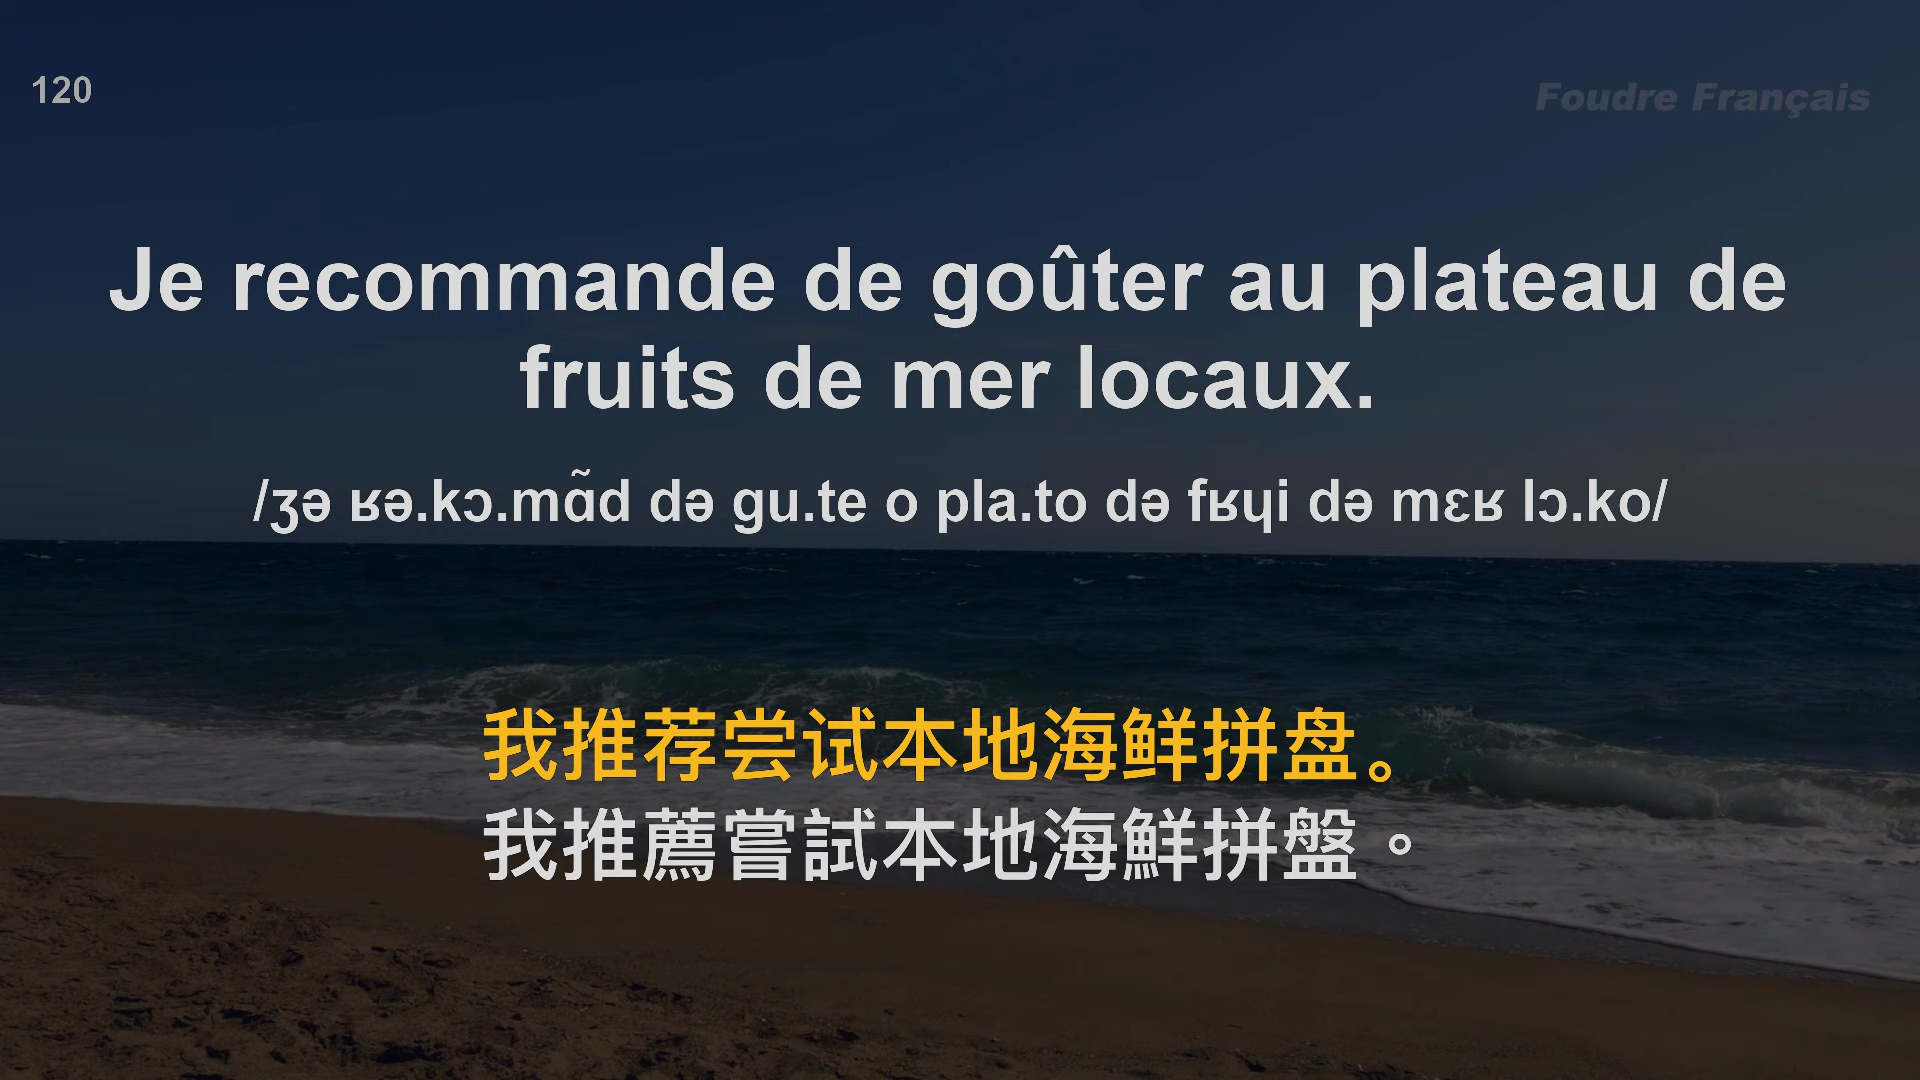 120
Foudre Français
Je recommande de goûter au plateau de
fruits de mer locaux.
/ʒə ʁə.kɔ.mɑ̃d də gu.te o pla.to də fʁɥi də mɛʁ lɔ.ko/
我推荐尝试本地海鲜拼盘。
我推薦嘗試本地海鮮拼盤。